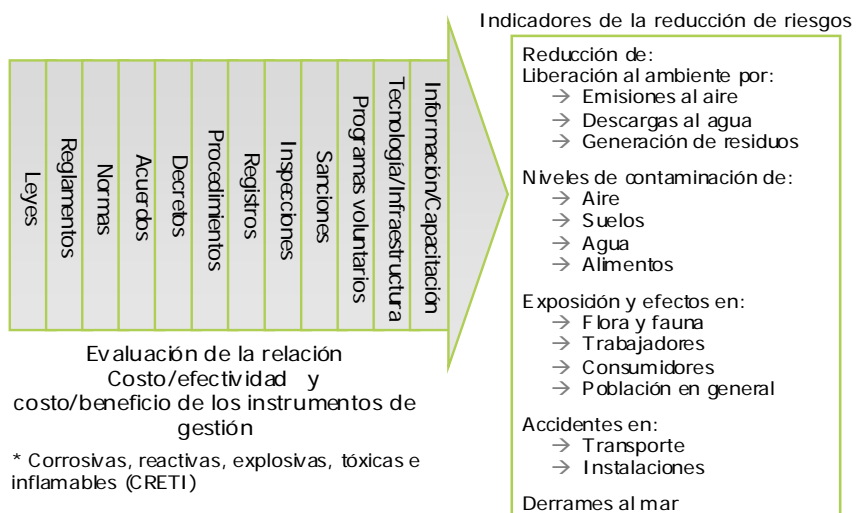 Indicadores de la reducción de riesgos
Leyes
Reglamentos
Normas
Acuerdos
Decretos
Procedimientos
Registros
Inspecciones
Sanciones
Programas voluntarios
Tecnología/Infraestructura
Información/Capacitación
Evaluación de la relación
Costo/efectividad y
costo/beneficio de los instrumentos de
gestión
* Corrosivas, reactivas, explosivas, tóxicas e
inflamables (CRETI)
Reducción de:
Liberación al ambiente por:
→ Emisiones al aire
→ Descargas al agua
→ Generación de residuos
Niveles de contaminación de:
→ Aire
→ Suelos
→ Agua
→ Alimentos
Exposición y efectos en:
→ Flora y fauna
→ Trabajadores
→ Consumidores
→ Población en general
Accidentes en:
→ Transporte
→ Instalaciones
Derrames al mar